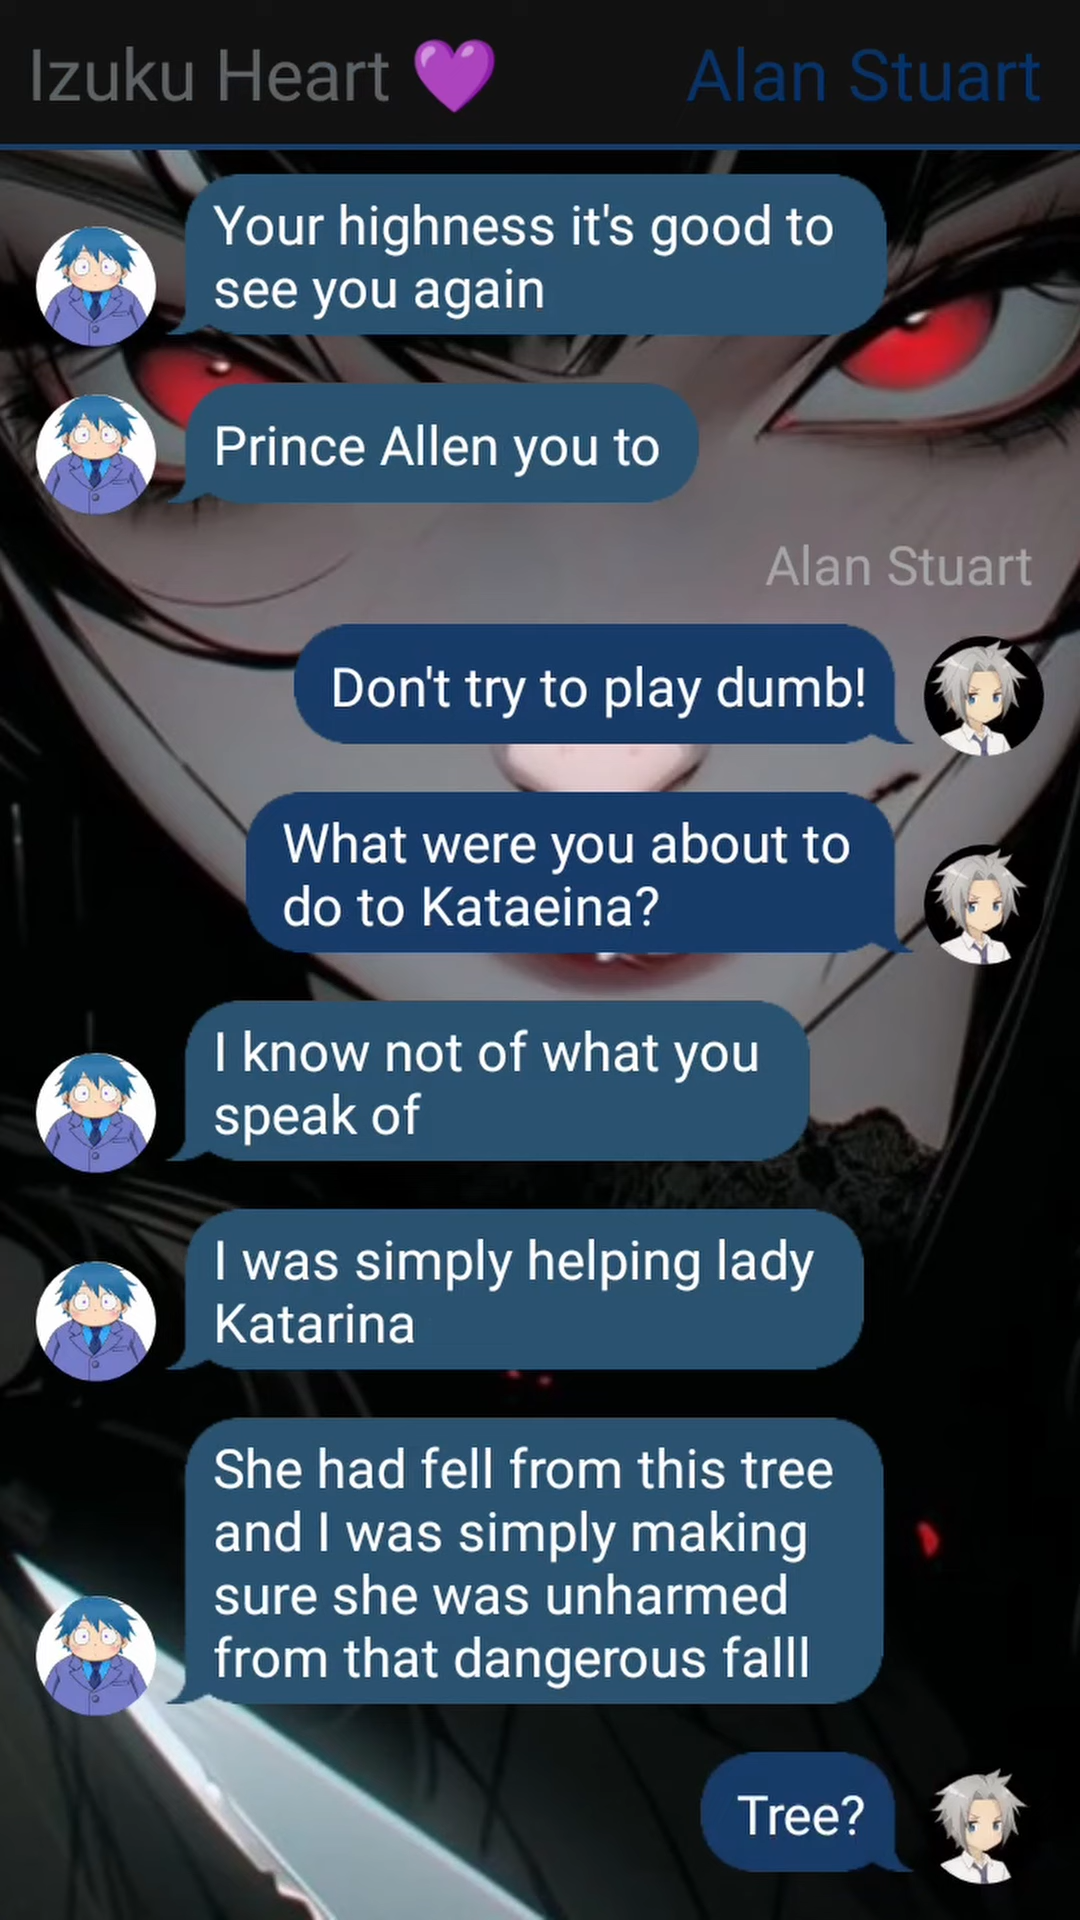 Izuku Heart 💜 Alan Stuart
Your highness it's good to
see you again
Prince Allen you to
Alan Stuart
Don't try to play dumb!
What were you about to
do to Kataeina?
I know not of what you
speak of
I was simply helping lady
Katarina
She had fell from this tree
and I was simply making
sure she was unharmed
from that dangerous falll
Tree?